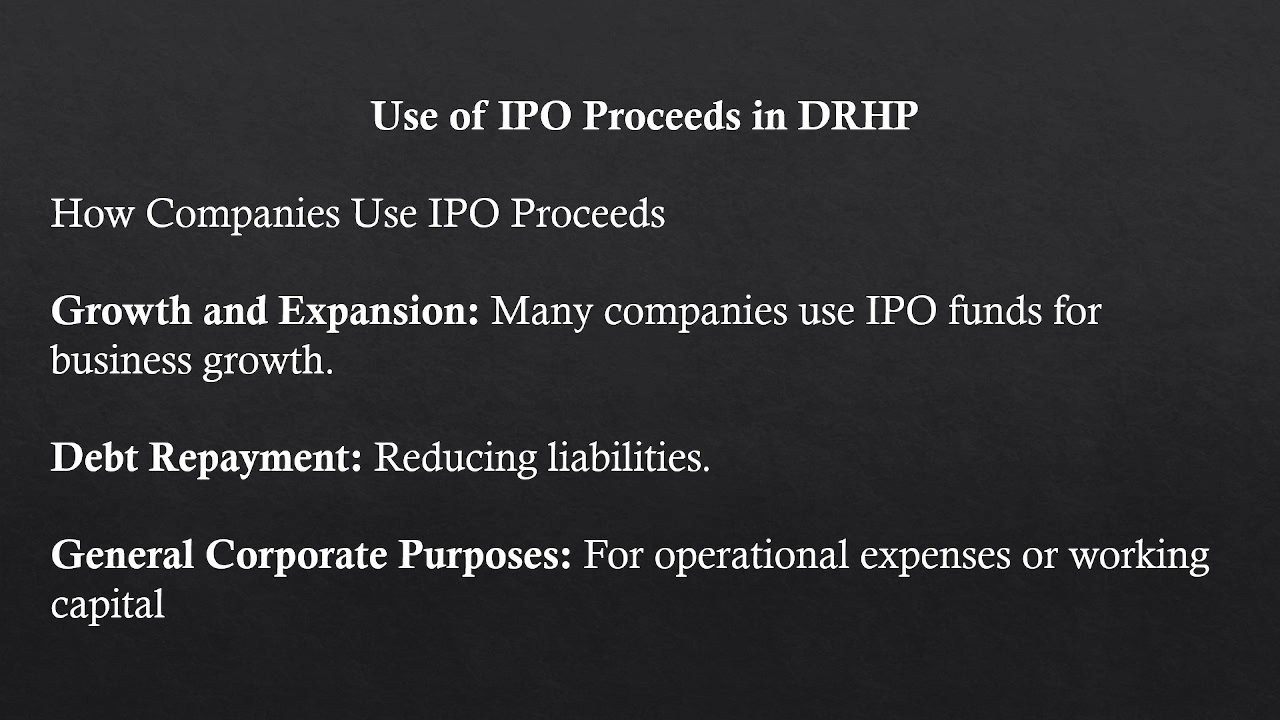 Use of IPO Proceeds in DRHP
How Companies Use IPO Proceeds
Growth and Expansion: Many companies use IPO funds for
business growth.
Debt Repayment: Reducing liabilities.
General Corporate Purposes: For operational expenses or working
capital